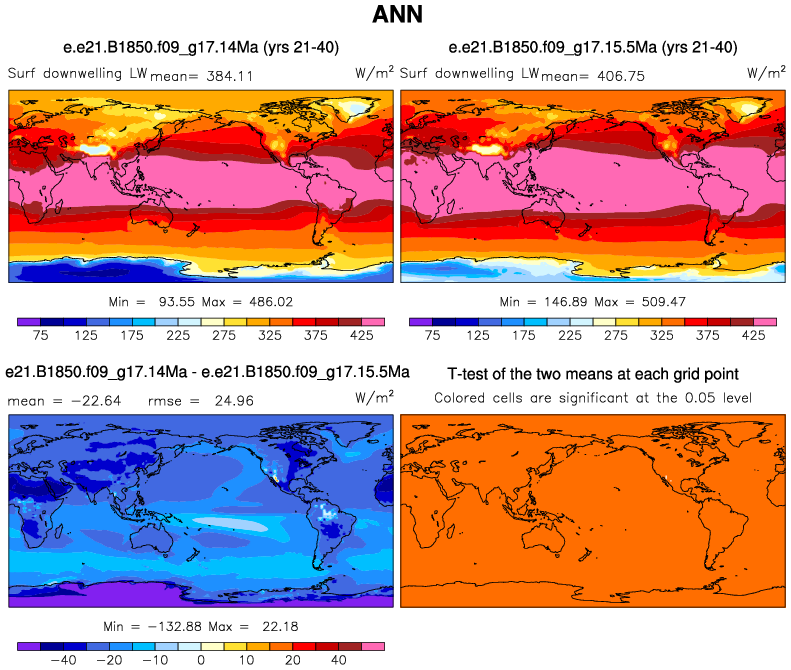 ANN
e.e21.B1850.f09_g17.14Ma (yrs 21-40)
Surf downwelling LW mean= 384.11 W/m²
Min = 93.55 Max = 486.02
75 125 175 225 275 325 375 425
e.e21.B1850.f09_g17.15.5Ma (yrs 21-40)
Surf downwelling LW mean= 406.75 W/m²
Min = 146.89 Max = 509.47
75 125 175 225 275 325 375 425
e21.B1850.f09_g17.14Ma - e.e21.B1850.f09_g17.15.5Ma
mean = -22.64 rmse = 24.96 W/m²
Min = -132.88 Max = 22.18
-40 -20 -10 0 10 20 40
T-test of the two means at each grid point
Colored cells are significant at the 0.05 level